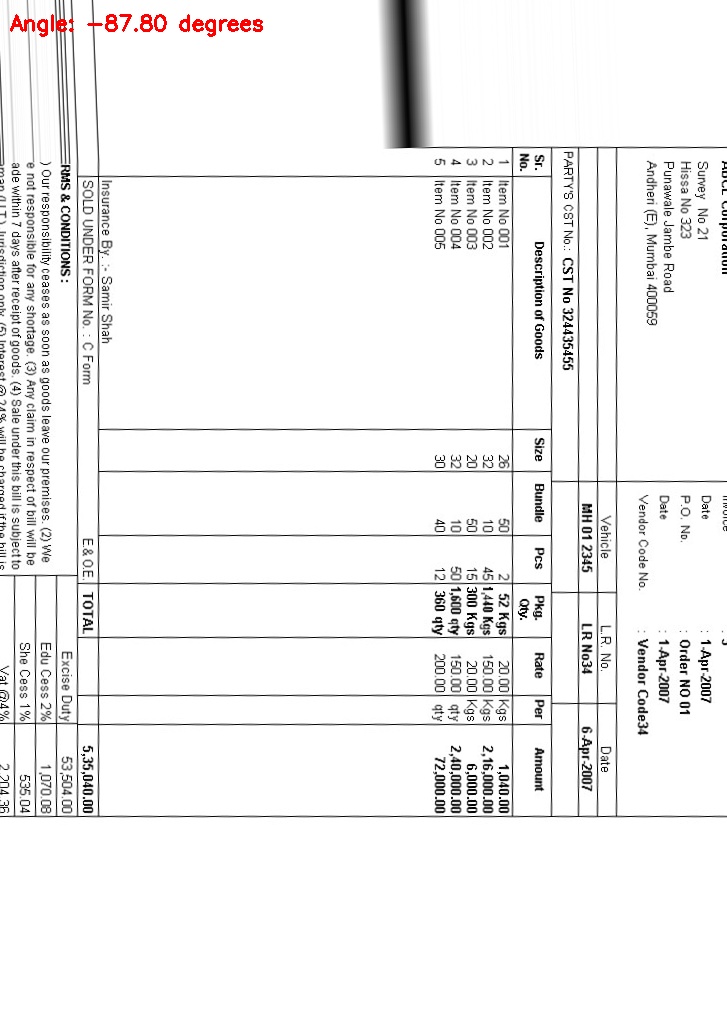 Angle: -87.80 degrees
Survey No 21
Hissa No 323
Punawale Jambe Road
Andheri (E), Mumbai 400059
Date : 1-Apr-2007
P.O. No. : Order NO 01
Date : 1-Apr-2007
Vendor Code No. : Vendor Code34
Vehicle L.R. No. Date
MH 01 2345 LR No34 6-Apr-2007
PARTY'S CST No.: CST No 324435455
Sr. No. Description of Goods Size Bundle Pcs Pkg. Qty. Rate Per Amount
1 Item No 001 26 50 2 52 Kgs 20.00 Kgs 1,040.00
2 Item No 002 32 10 45 1,440 Kgs 150.00 Kgs 2,16,000.00
3 Item No 003 20 50 15 300 Kgs 20.00 Kgs 6,000.00
4 Item No 004 32 10 50 1,600 qty 150.00 qty 2,40,000.00
5 Item No 005 30 40 12 360 qty 200.00 qty 72,000.00
Insurance By :- Samir Shah
SOLD UNDER FORM No. : C Form E.& O.E. TOTAL 5,35,040.00
Excise Duty 53,504.00
RMS & CONDITIONS :
) Our responsibility ceases as soon as goods leave our premises. (2) We
Edu Cess 2% 1,070.08
e not responsible for any shortage. (3) Any claim in respect of bill will be
She Cess 1% 535.04
ade within 7 days after receipt of goods. (4) Sale under this bill is subject to
Vat @4% 2,204.36